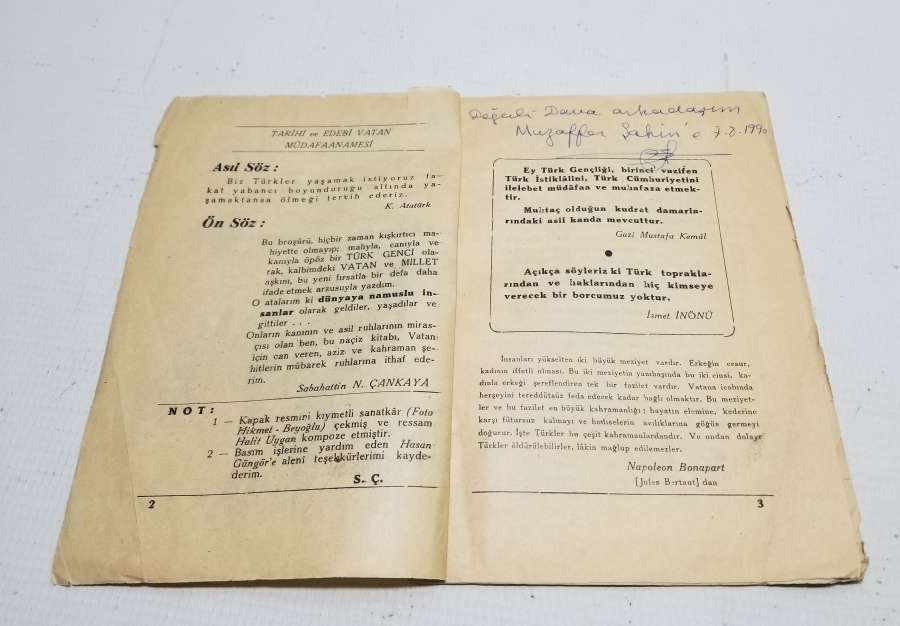 TARİHİ ve EDEBİ VATAN
MÜDAFAANAMESİ
Asıl Söz :
Biz Türkler yaşamak istiyoruz fa-
kat yabancı boyunduruğu altında ya-
şamaktansa ölmeği tercih ederiz.
K. Atatürk
Ön Söz :
Bu broşürü, hiçbir zaman kışkırtıcı ma-
hiyette olmayıp; malıyla, canıyla ve
kanıyla öpöz bir TÜRK GENCİ ola-
rak, kalbimdeki VATAN ve MİLLET
aşkını, bu yeni fırsatla bir defa daha
ifade etmek arzusuyla yazdım.
O atalarım ki dünyaya namuslu in-
sanlar olarak geldiler, yaşadılar ve
gittiler . . .
Onların kanının ve asil ruhlarının miras-
çısı olan ben, bu naçiz kitabı, Vatan
için can veren, aziz ve kahraman şe-
hitlerin mübarek ruhlarına ithaf ede-
rim.
Sabahattin N. ÇANKAYA
NOT :
1 — Kapak resmini kıymetli sanatkâr (Foto
Hikmet - Beyoğlu) çekmiş ve ressam
Halit Uygan kompoze etmiştir.
2 — Basım işlerine yardım eden Hasan
Güngör'e alenî teşekkürlerimi kayde-
derim.
S. Ç.
2
Değerli Dava arkadaşım
Muzaffer Şahin'e 7.8.1990
Ey Türk Gençliği, birinci vazifen
Türk İstiklâlini, Türk Cümhuriyetini
ilelebet müdâfaa ve muhafaza etmek-
tir.
Muhtaç olduğun kudret damarla-
rındaki asil kanda mevcuttur.
Gazi Mustafa Kemâl
Açıkça söyleriz ki Türk toprakla-
rından ve haklarından hiç kimseye
verecek bir borcumuz yoktur.
İsmet İNÖNÜ
İnsanları yükselten iki büyük meziyet vardır. Erkeğin cesur,
kadının iffetli olması. Bu iki meziyetin yanıbaşında bu iki cinsi, ka-
dınla erkeği şereflendiren tek bir fazilet vardır. Vatana icabında
herşeyini tereddütsüz feda edecek kadar bağlı olmaktır. Bu meziyet-
ler ve bu fazilet en büyük kahramanlığı; hayatın elemine, kederine
karşı fütursuz kalmayı ve hadiselerin acılıklarına göğüs germeyi
doğurur. İşte Türkler bu çeşit kahramanlardandır. Ve ondan dolayı
Türkler öldürülebilirler, lâkin mağlup edilemezler.
Napoleon Bonapart
[Jules Bertaut] dan
3